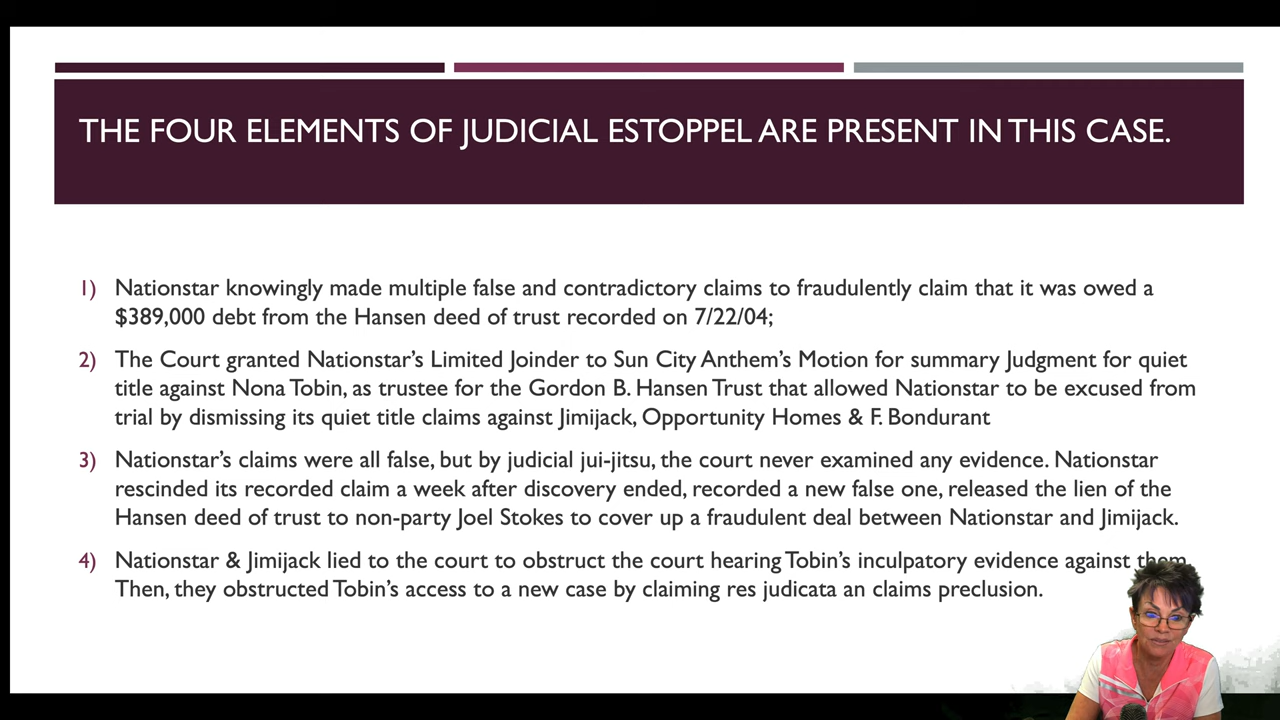 THE FOUR ELEMENTS OF JUDICIAL ESTOPPEL ARE PRESENT IN THIS CASE.
1) Nationstar knowingly made multiple false and contradictory claims to fraudulently claim that it was owed a
$389,000 debt from the Hansen deed of trust recorded on 7/22/04;
2) The Court granted Nationstar's Limited Joinder to Sun City Anthem's Motion for summary Judgment for quiet
title against Nona Tobin, as trustee for the Gordon B. Hansen Trust that allowed Nationstar to be excused from
trial by dismissing its quiet title claims against Jimijack, Opportunity Homes & F. Bondurant
3) Nationstar's claims were all false, but by judicial jui-jitsu, the court never examined any evidence. Nationstar
rescinded its recorded claim a week after discovery ended, recorded a new false one, released the lien of the
Hansen deed of trust to non-party Joel Stokes to cover up a fraudulent deal between Nationstar and Jimijack.
4) Nationstar & Jimijack lied to the court to obstruct the court hearing Tobin's inculpatory evidence against them.
Then, they obstructed Tobin's access to a new case by claiming res judicata an claims preclusion.